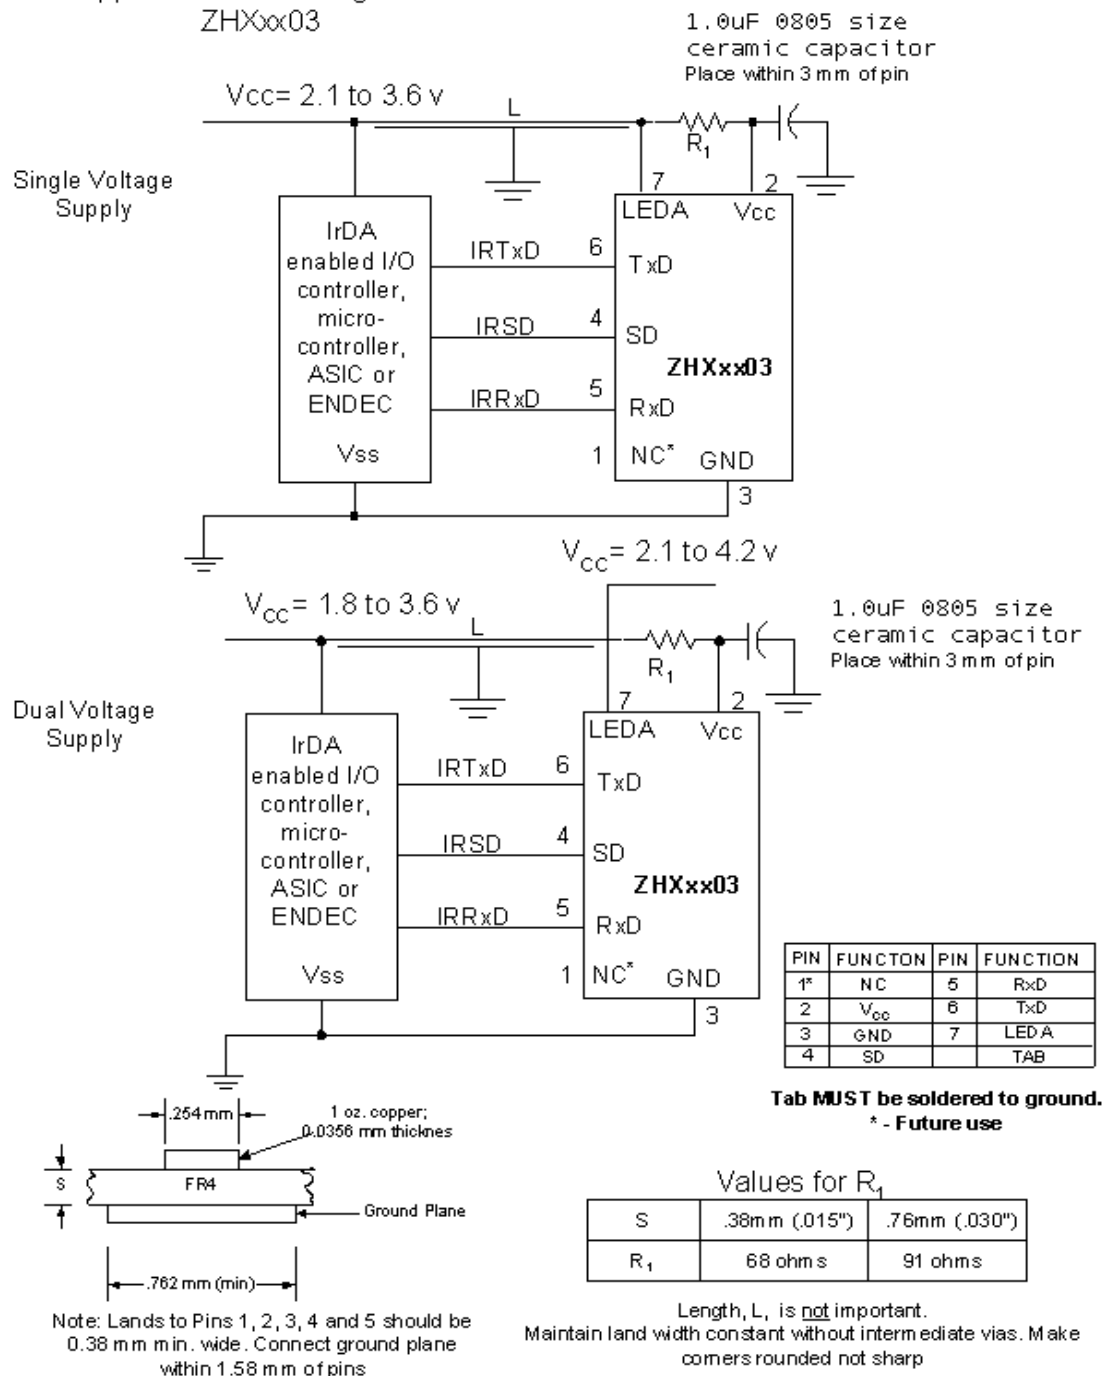 ZHXxx03
1.0uF 0805 size
ceramic capacitor
Place within 3 mm of pin
Vcc= 2.1 to 3.6 v
L
R1
Single Voltage
Supply
7
2
LEDA
Vcc
IrDA
enabled I/O
controller,
micro-
controller,
ASIC or
ENDEC
Vss
IRTxD
6
TxD
IRSD
4
SD
ZHXxx03
IRRxD
5
RxD
1
NC*
GND
3
VCC= 2.1 to 4.2 v
VCC= 1.8 to 3.6 v
L
R1
1.0uF 0805 size
ceramic capacitor
Place within 3 mm of pin
Dual Voltage
Supply
7
2
LEDA
Vcc
IrDA
enabled I/O
controller,
micro-
controller,
ASIC or
ENDEC
Vss
IRTxD
6
TxD
IRSD
4
SD
ZHXxx03
IRRxD
5
RxD
1
NC*
GND
3
PIN FUNCTON PIN FUNCTION
1* NC 5 RxD
2 VCC 6 TxD
3 GND 7 LEDA
4 SD TAB
Tab MUST be soldered to ground.
* - Future use
.254 mm
1 oz. copper;
0.0356 mm thicknes
S
FR4
Ground Plane
.762 mm (min)
Note: Lands to Pins 1, 2, 3, 4 and 5 should be
0.38 mm min. wide. Connect ground plane
within 1.58 mm of pins
Values for R1
S .38mm (.015") .76mm (.030")
R1 68 ohms 91 ohms
Length, L, is not important.
Maintain land width constant without intermediate vias. Make
corners rounded not sharp